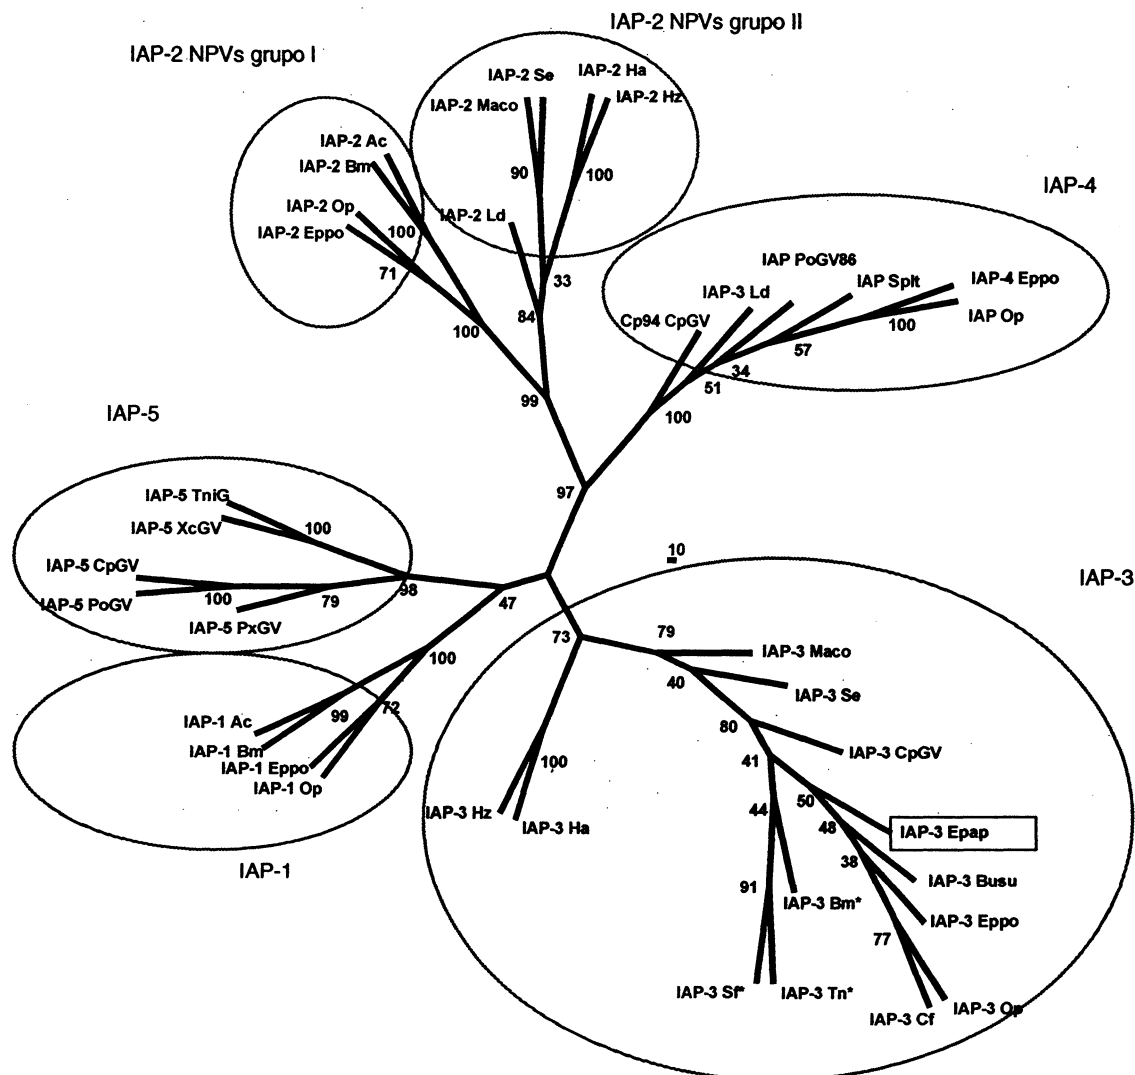 IAP-2 NPVs grupo II
IAP-2 NPVs grupo I
IAP-2 Se
IAP-2 Ha
IAP-2 Maco
IAP-2 Hz
IAP-2 Ac
IAP-2 Bm
90
100
IAP-4
IAP-2 Op
IAP-2 Ld
IAP-2 Eppo
100
71
33
IAP PoGV86
IAP Splt
IAP-4 Eppo
IAP-3 Ld
Cp94 CpGV
IAP Op
100
84
100
57
34
51
99
100
IAP-5
97
IAP-5 TniG
IAP-5 XcGV
100
10
IAP-5 CpGV
IAP-3
98
100
79
47
IAP-5 PoGV
IAP-5 PxGV
73
79
IAP-3 Maco
100
40
IAP-3 Se
72
99
IAP-1 Ac
80
IAP-1 Bm
IAP-3 CpGV
100
41
IAP-1 Eppo
IAP-1 Op
50
44
48
IAP-3 Hz
IAP-3 Ha
IAP-3 Epap
38
IAP-1
IAP-3 Busu
91
IAP-3 Bm*
IAP-3 Eppo
77
IAP-3 Sf*
IAP-3 Tn*
IAP-3 Op
IAP-3 Cf